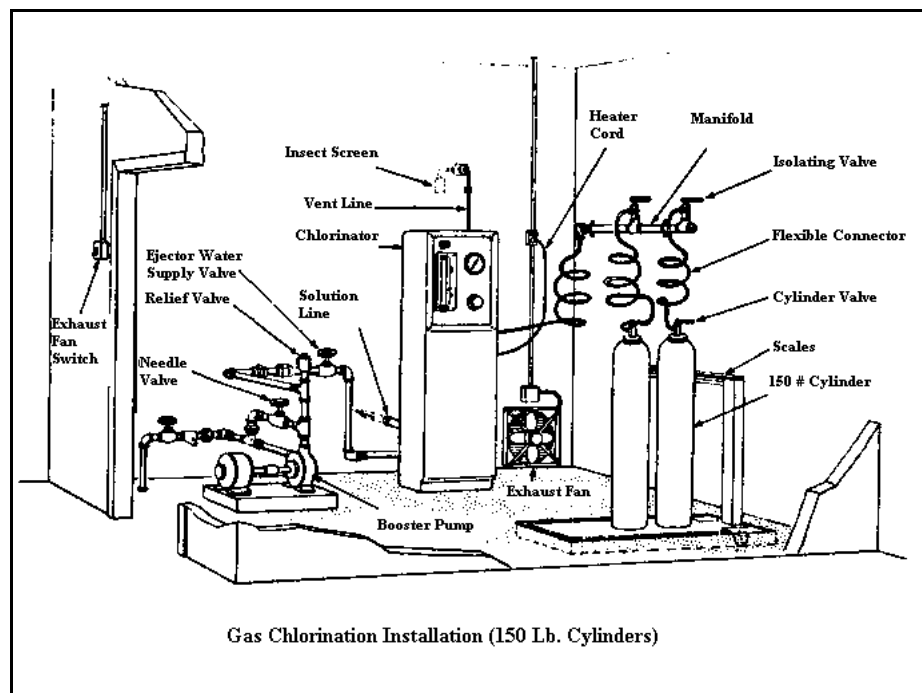 Heater
Cord
Manifold
Insect Screen
Isolating Valve
Vent Line
Chlorinator
Flexible Connector
Ejector Water
Supply Valve
Relief Valve
Solution
Line
Cylinder Valve
Exhaust
Fan
Switch
Needle
Valve
Scales
150 # Cylinder
Exhaust Fan
Booster Pump
Gas Chlorination Installation (150 Lb. Cylinders)